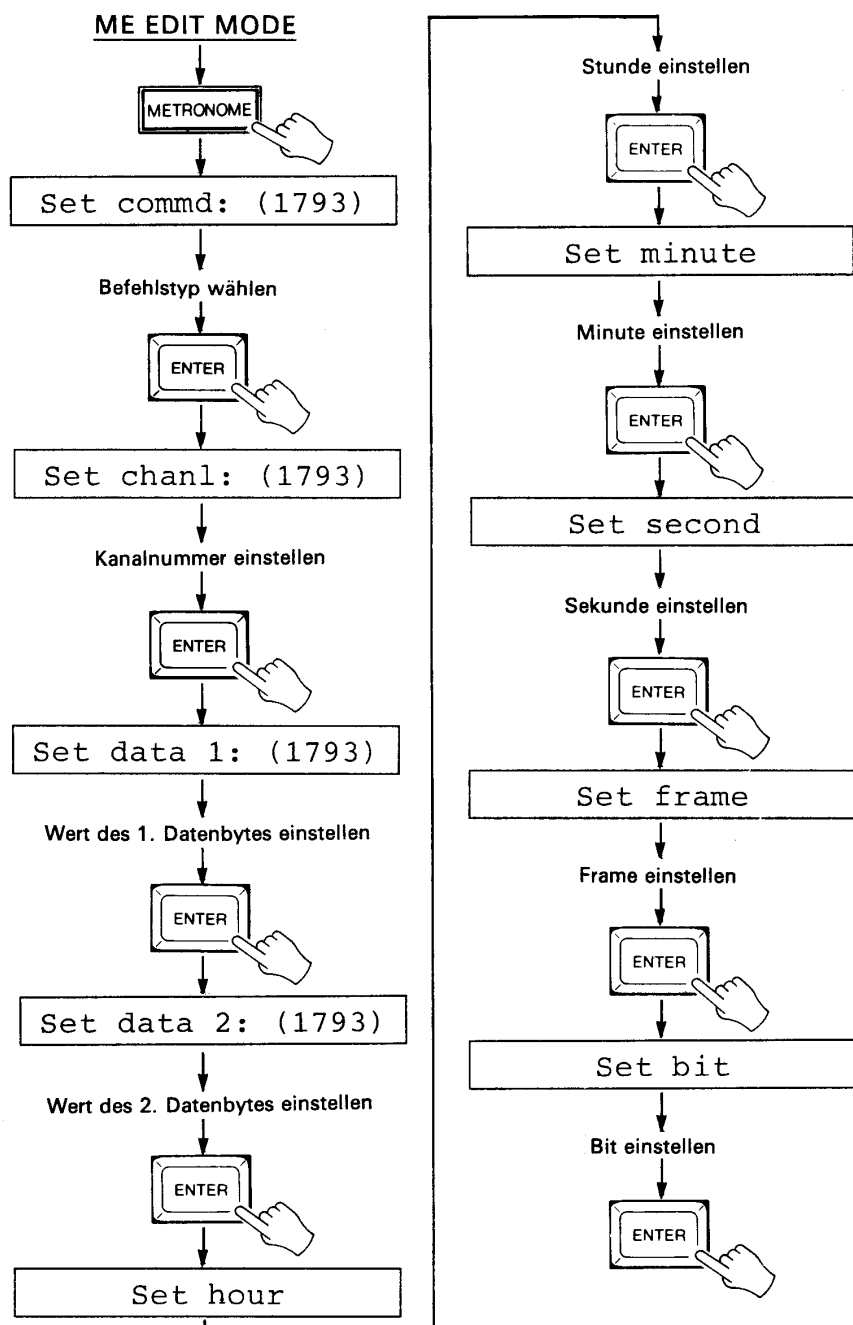 ME EDIT MODE
METRONOME
Set commd: (1793)
Befehlstyp wählen
ENTER
Set chanl: (1793)
Kanalnummer einstellen
ENTER
Set data 1: (1793)
Wert des 1. Datenbytes einstellen
ENTER
Set data 2: (1793)
Wert des 2. Datenbytes einstellen
ENTER
Set hour
Stunde einstellen
ENTER
Set minute
Minute einstellen
ENTER
Set second
Sekunde einstellen
ENTER
Set frame
Frame einstellen
ENTER
Set bit
Bit einstellen
ENTER